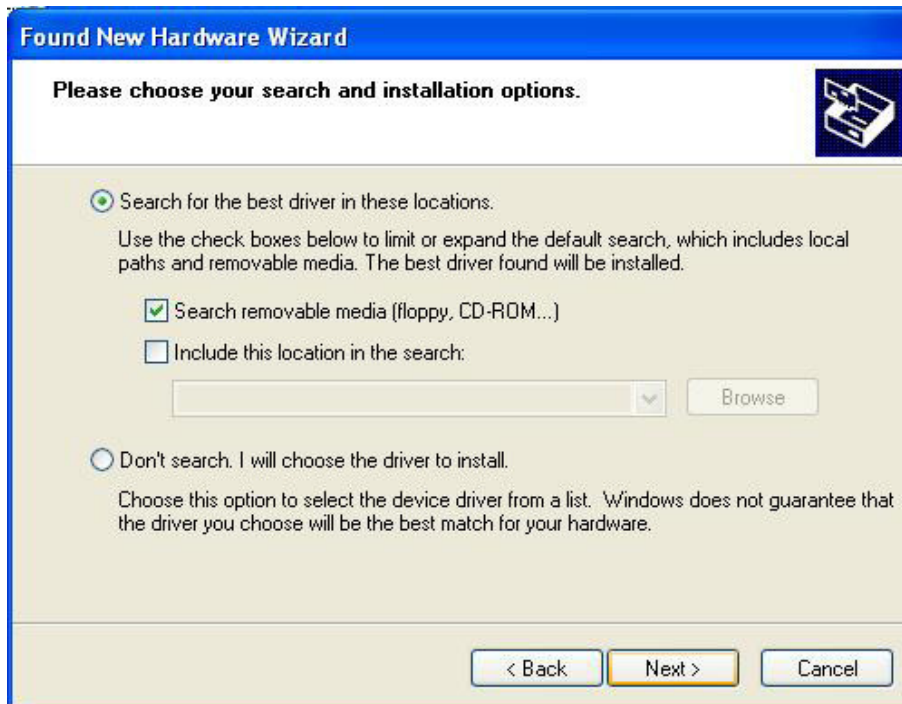 Found New Hardware Wizard
Please choose your search and installation options.
Search for the best driver in these locations.
Use the check boxes below to limit or expand the default search, which includes local
paths and removable media. The best driver found will be installed.
Search removable media (floppy, CD-ROM...)
Include this location in the search:
Browse
Don't search. I will choose the driver to install.
Choose this option to select the device driver from a list.  Windows does not guarantee that
the driver you choose will be the best match for your hardware.
< Back
Next >
Cancel